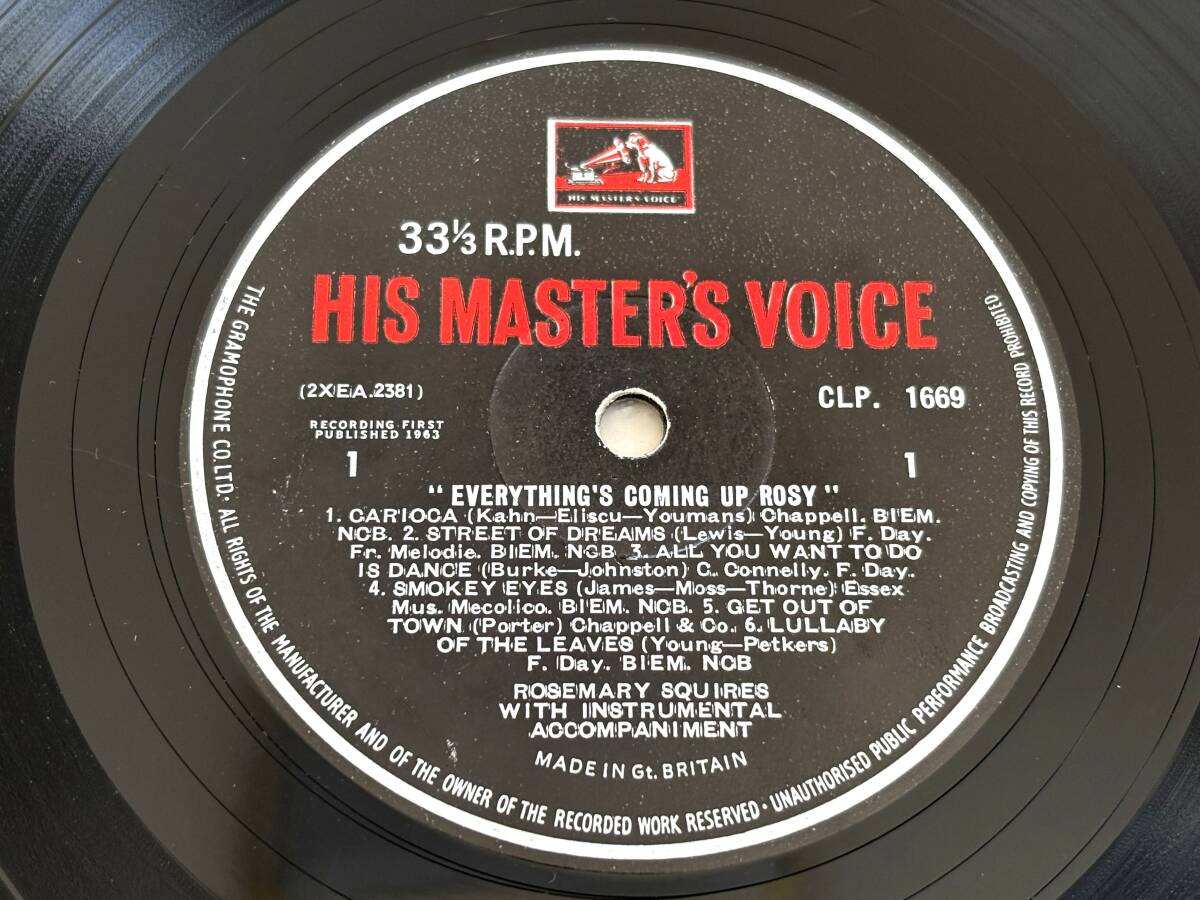 HIS MASTER'S VOICE
33⅓ R.P.M.
HIS MASTER'S VOICE
(2XEA.2381)
CLP. 1669
RECORDING FIRST
PUBLISHED 1963
1
1
"EVERYTHING'S COMING UP ROSY"
1. CARIOCA (Kahn—Eliscu—Youmans) Chappell. BIEM.
NCB. 2. STREET OF DREAMS (Lewis—Young) F. Day.
Fr. Melodie. BIEM. NCB 3. ALL YOU WANT TO DO
IS DANCE (Burke—Johnston) C. Connelly. F. Day.
4. SMOKEY EYES (James—Moss—Thorne) Essex
Mus. Mecolico. BIEM. NCB. 5. GET OUT OF
TOWN (Porter) Chappell & Co. 6. LULLABY
OF THE LEAVES (Young—Petkers)
F. Day. BIEM. NCB
ROSEMARY SQUIRES
WITH INSTRUMENTAL
ACCOMPANIMENT
MADE IN Gt. BRITAIN
THE GRAMOPHONE CO. LTD. ALL RIGHTS OF THE MANUFACTURER AND OF THE OWNER OF THE RECORDED WORK RESERVED · UNAUTHORISED PUBLIC PERFORMANCE BROADCASTING AND COPYING OF THIS RECORD PROHIBITED